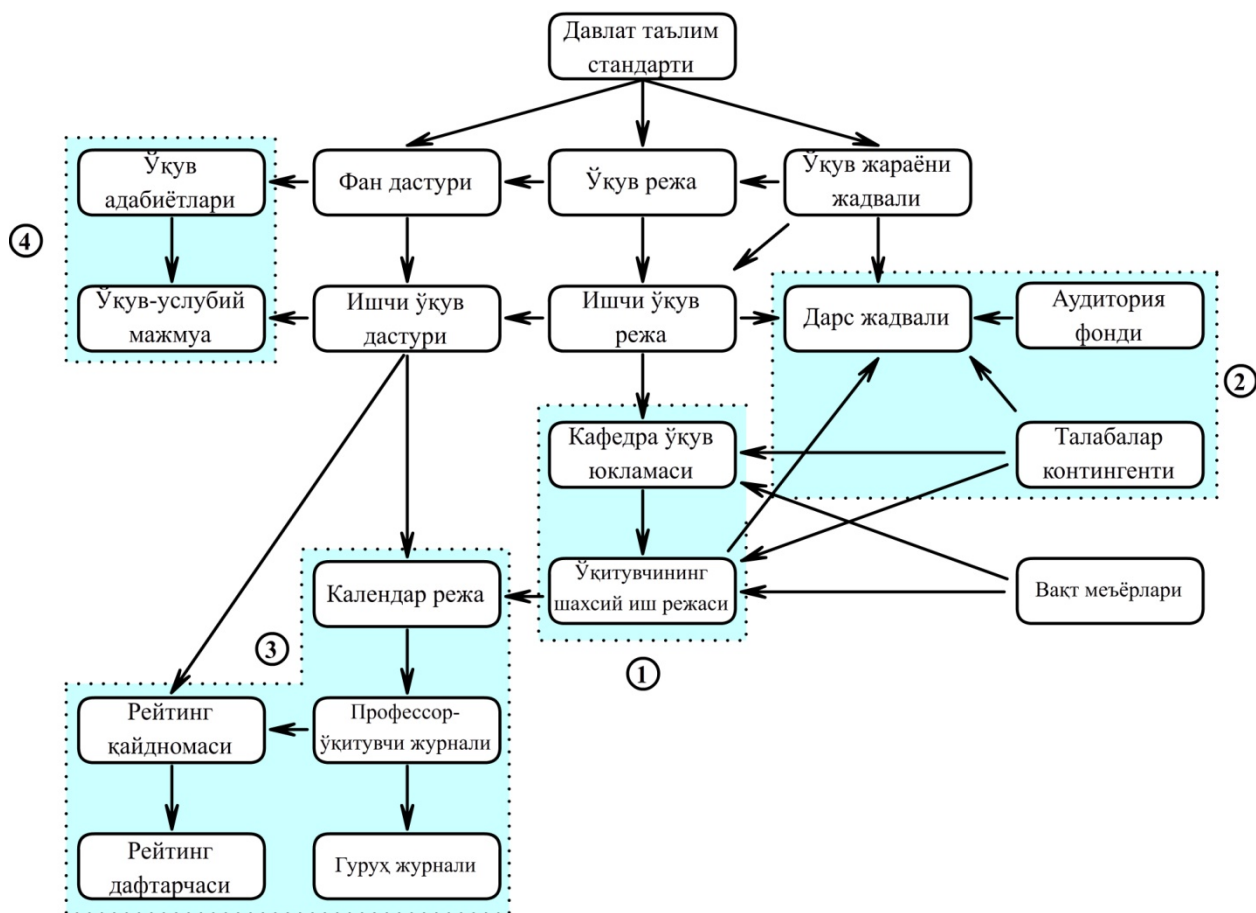 Давлат таълим
стандарти
Ўқув
адабиётлари
Фан дастури
Ўқув режа
Ўқув жараёни
жадвали
4
Ўқув-услубий
мажмуа
Ишчи ўқув
дастури
Ишчи ўқув
режа
Дарс жадвали
Аудитория
фонди
2
Кафедра ўқув
юкламаси
Талабалар
контингенти
Календар режа
Ўқитувчининг
шахсий иш режаси
Вақт меъёрлари
3
1
Рейтинг
қайдномаси
Профессор-
ўқитувчи журнали
Рейтинг
дафтарчаси
Гуруҳ журнали